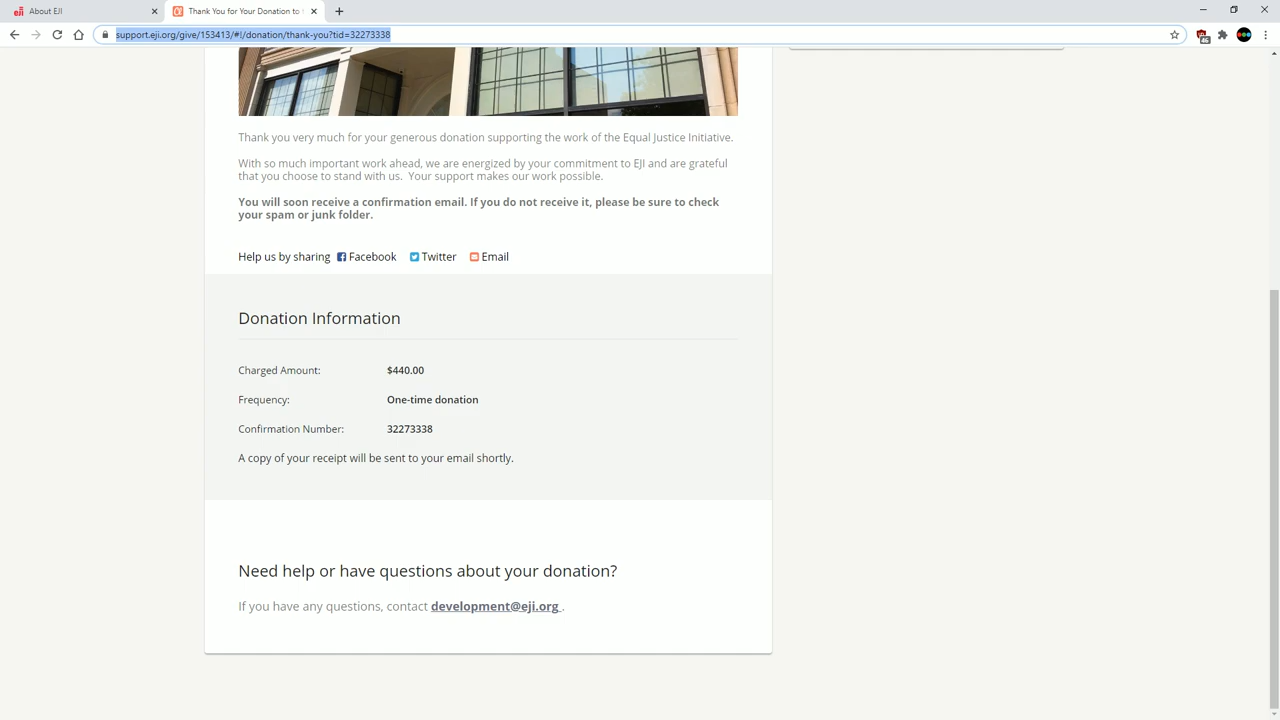 About EJI
Thank You for Your Donation to
support.eji.org/give/153413/#!/donation/thank-you?tid=32273338
Thank you very much for your generous donation supporting the work of the Equal Justice Initiative.
With so much important work ahead, we are energized by your commitment to EJI and are grateful
that you choose to stand with us.  Your support makes our work possible.
You will soon receive a confirmation email. If you do not receive it, please be sure to check
your spam or junk folder.
Help us by sharing Facebook Twitter Email
Donation Information
Charged Amount: $440.00
Frequency: One-time donation
Confirmation Number: 32273338
A copy of your receipt will be sent to your email shortly.
Need help or have questions about your donation?
If you have any questions, contact development@eji.org .